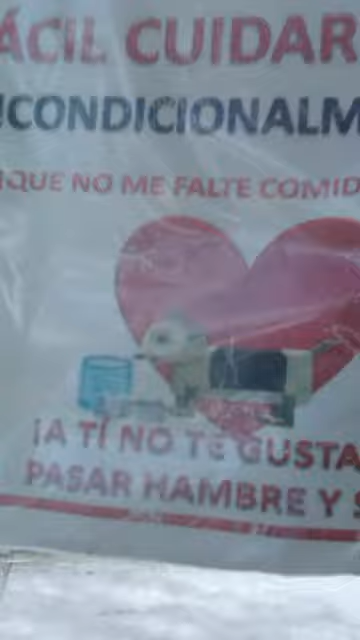 ÁCIL CUIDAR
CONDICIONALM
QUE NO ME FALTE COMID
¡A TÍ NO TE GUSTA
PASAR HAMBRE Y S